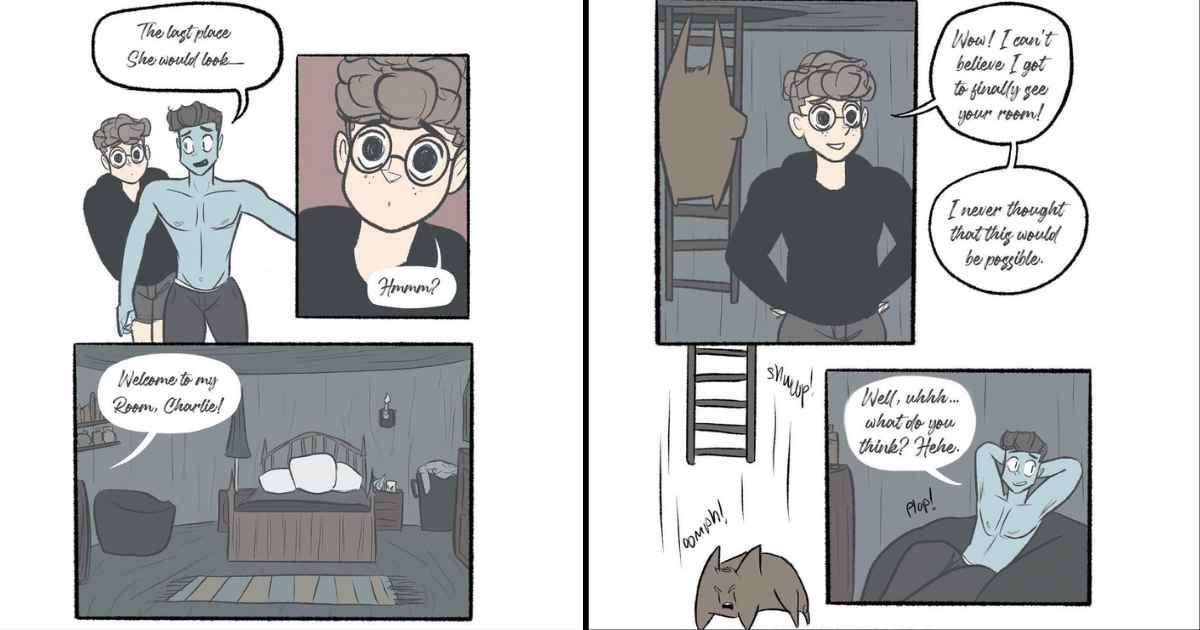 The last place
She would look...
Hmmm?
Welcome to my
Room, Charlie!
Wow! I can't
believe I got
to finally see
your room!
I never thought
that this would
be possible.
shwup!
oomph!
Well, uhhh...
what do you
think? Hehe.
Plop!